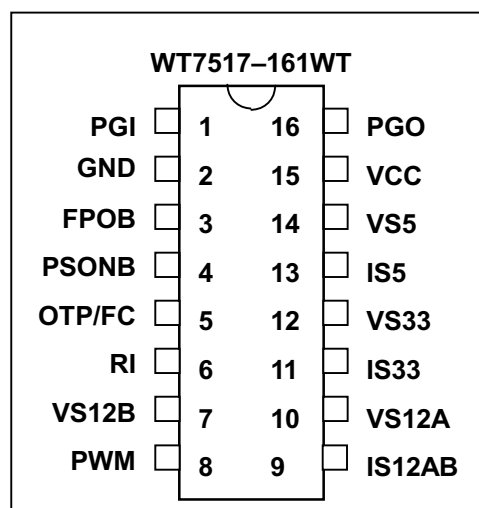 WT7517–161WT
PGI 1 16 PGO
GND 2 15 VCC
FPOB 3 14 VS5
PSONB 4 13 IS5
OTP/FC 5 12 VS33
RI 6 11 IS33
VS12B 7 10 VS12A
PWM 8 9 IS12AB